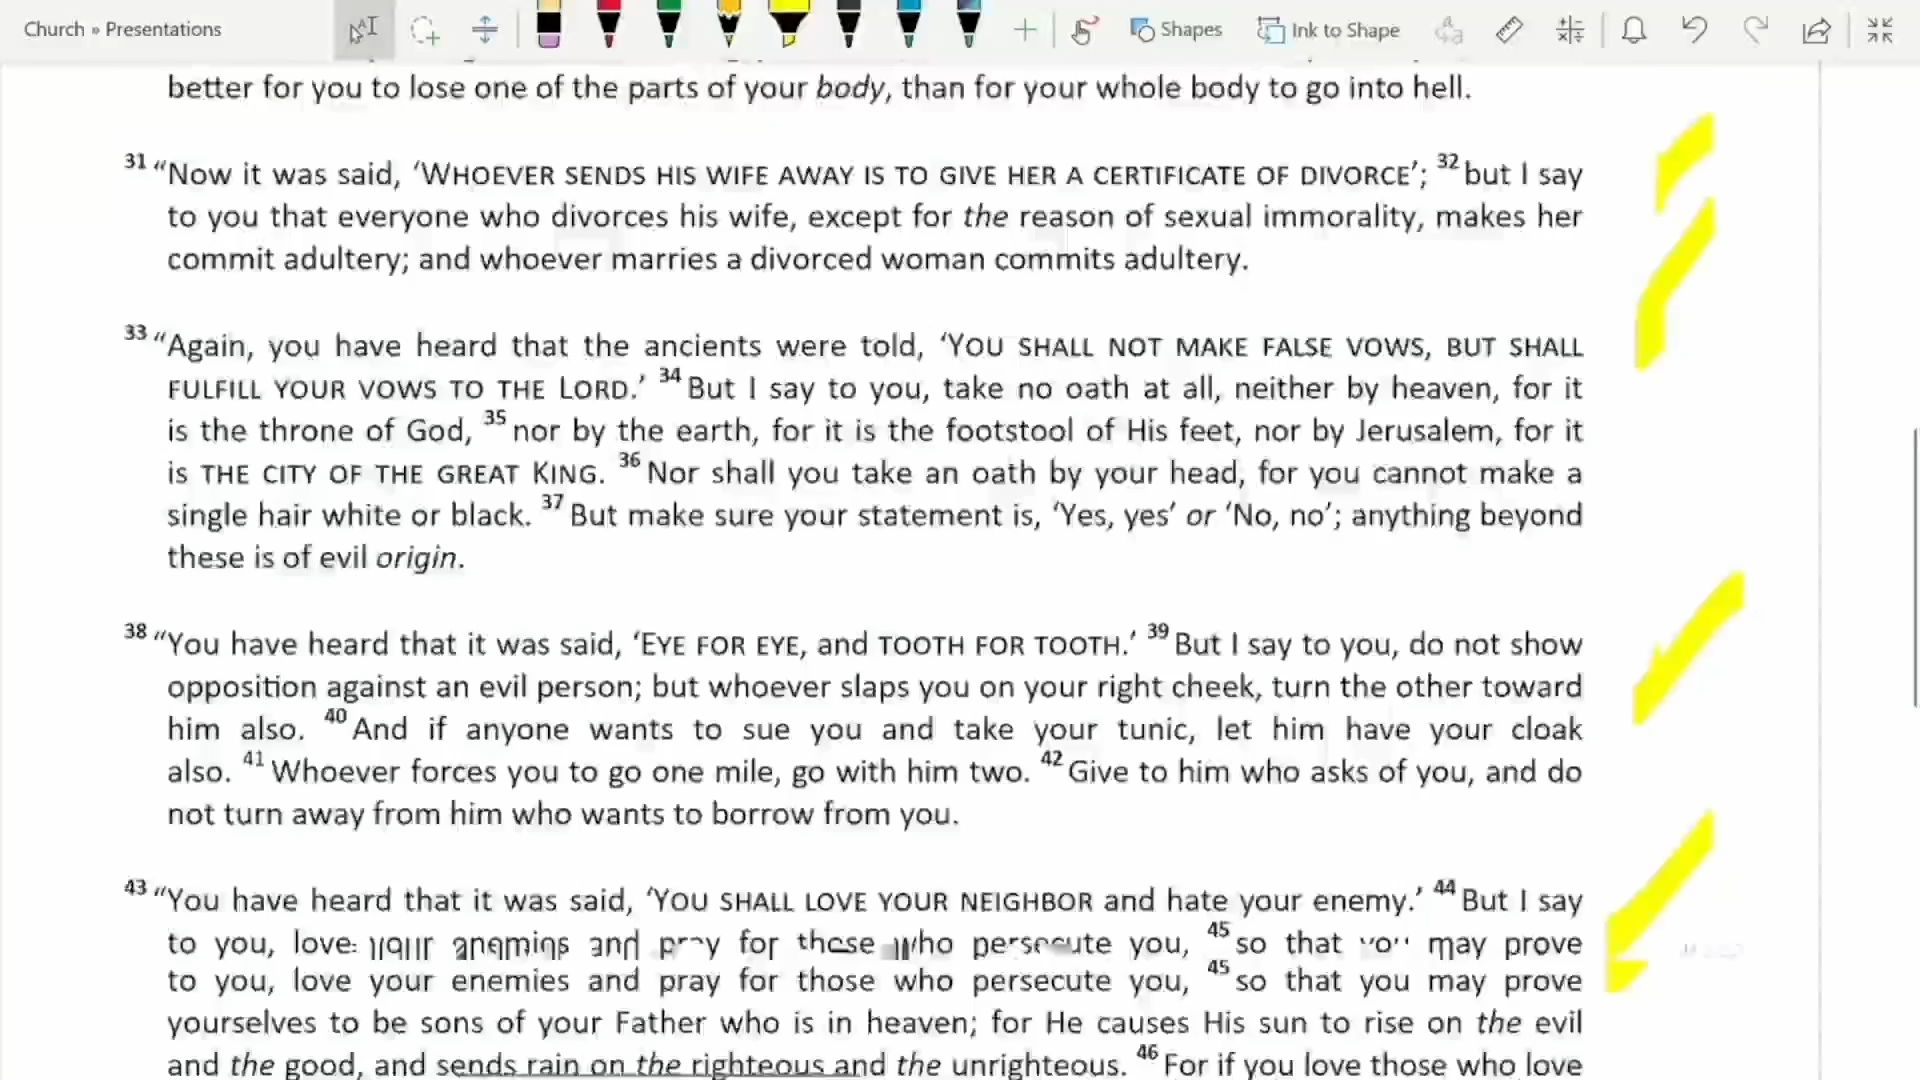 Church » Presentations
Shapes
Ink to Shape
better for you to lose one of the parts of your body, than for your whole body to go into hell.
31 “Now it was said, ‘WHOEVER SENDS HIS WIFE AWAY IS TO GIVE HER A CERTIFICATE OF DIVORCE’; 32 but I say
to you that everyone who divorces his wife, except for the reason of sexual immorality, makes her
commit adultery; and whoever marries a divorced woman commits adultery.
33 “Again, you have heard that the ancients were told, ‘YOU SHALL NOT MAKE FALSE VOWS, BUT SHALL
FULFILL YOUR VOWS TO THE LORD.’ 34 But I say to you, take no oath at all, neither by heaven, for it
is the throne of God, 35 nor by the earth, for it is the footstool of His feet, nor by Jerusalem, for it
is THE CITY OF THE GREAT KING. 36 Nor shall you take an oath by your head, for you cannot make a
single hair white or black. 37 But make sure your statement is, ‘Yes, yes’ or ‘No, no’; anything beyond
these is of evil origin.
38 “You have heard that it was said, ‘EYE FOR EYE, and TOOTH FOR TOOTH.’ 39 But I say to you, do not show
opposition against an evil person; but whoever slaps you on your right cheek, turn the other toward
him also. 40 And if anyone wants to sue you and take your tunic, let him have your cloak
also. 41 Whoever forces you to go one mile, go with him two. 42 Give to him who asks of you, and do
not turn away from him who wants to borrow from you.
43 “You have heard that it was said, ‘YOU SHALL LOVE YOUR NEIGHBOR and hate your enemy.’ 44 But I say
to you, love your enemies and pray for those who persecute you, 45 so that you may prove
to you, love your enemies and pray for those who persecute you, 45 so that you may prove
yourselves to be sons of your Father who is in heaven; for He causes His sun to rise on the evil
and the good, and sends rain on the righteous and the unrighteous. 46 For if you love those who love